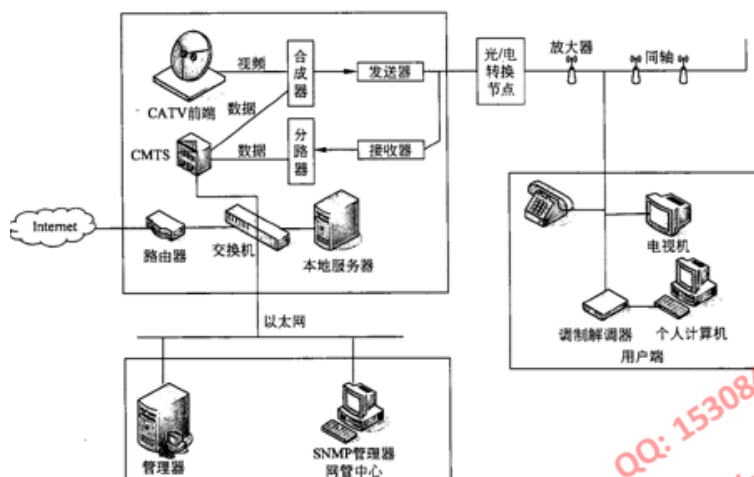 视频
合成器
发送器
光/电
转换
节点
放大器
同轴
CATV前端
数据
CMTS
数据
分路器
接收器
Internet
路由器
交换机
本地服务器
电视机
调制解调器
个人计算机
用户端
以太网
管理器
SNMP管理器
网管中心
QQ: 15308